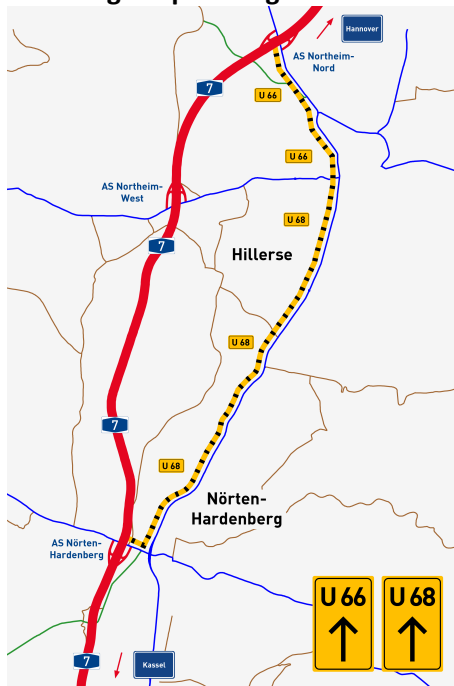 Hannover
AS Northeim-
Nord
7
U 66
U 66
AS Northeim-
West
U 68
7
Hillerse
U 68
7
U 68
Nörten-
Hardenberg
AS Nörten-
Hardenberg
U 66
U 68
7
Kassel